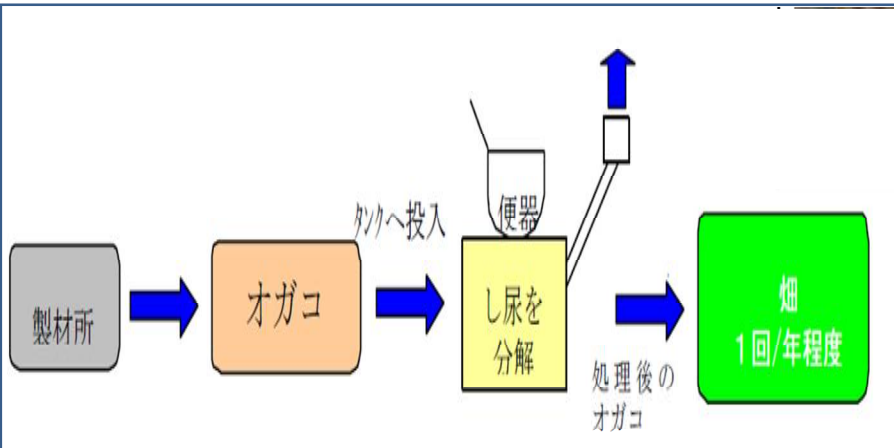 製材所
オガコ
タンクへ投入
便器
し尿を
分解
処理後の
オガコ
畑
1回/年程度